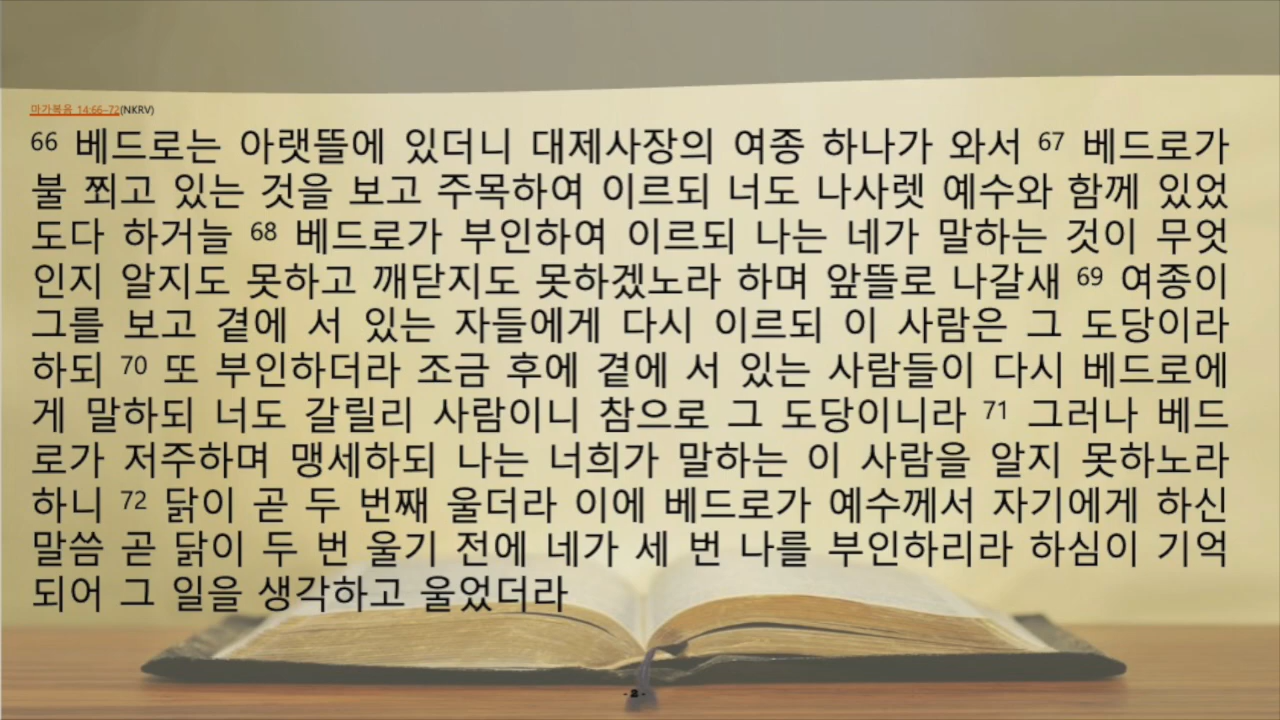 마가복음 14:66–72(NKRV)
66 베드로는 아랫뜰에 있더니 대제사장의 여종 하나가 와서 67 베드로가
불 쬐고 있는 것을 보고 주목하여 이르되 너도 나사렛 예수와 함께 있었
도다 하거늘 68 베드로가 부인하여 이르되 나는 네가 말하는 것이 무엇
인지 알지도 못하고 깨닫지도 못하겠노라 하며 앞뜰로 나갈새 69 여종이
그를 보고 곁에 서 있는 자들에게 다시 이르되 이 사람은 그 도당이라
하되 70 또 부인하더라 조금 후에 곁에 서 있는 사람들이 다시 베드로에
게 말하되 너도 갈릴리 사람이니 참으로 그 도당이니라 71 그러나 베드
로가 저주하며 맹세하되 나는 너희가 말하는 이 사람을 알지 못하노라
하니 72 닭이 곧 두 번째 울더라 이에 베드로가 예수께서 자기에게 하신
말씀 곧 닭이 두 번 울기 전에 네가 세 번 나를 부인하리라 하심이 기억
되어 그 일을 생각하고 울었더라
- 2 -